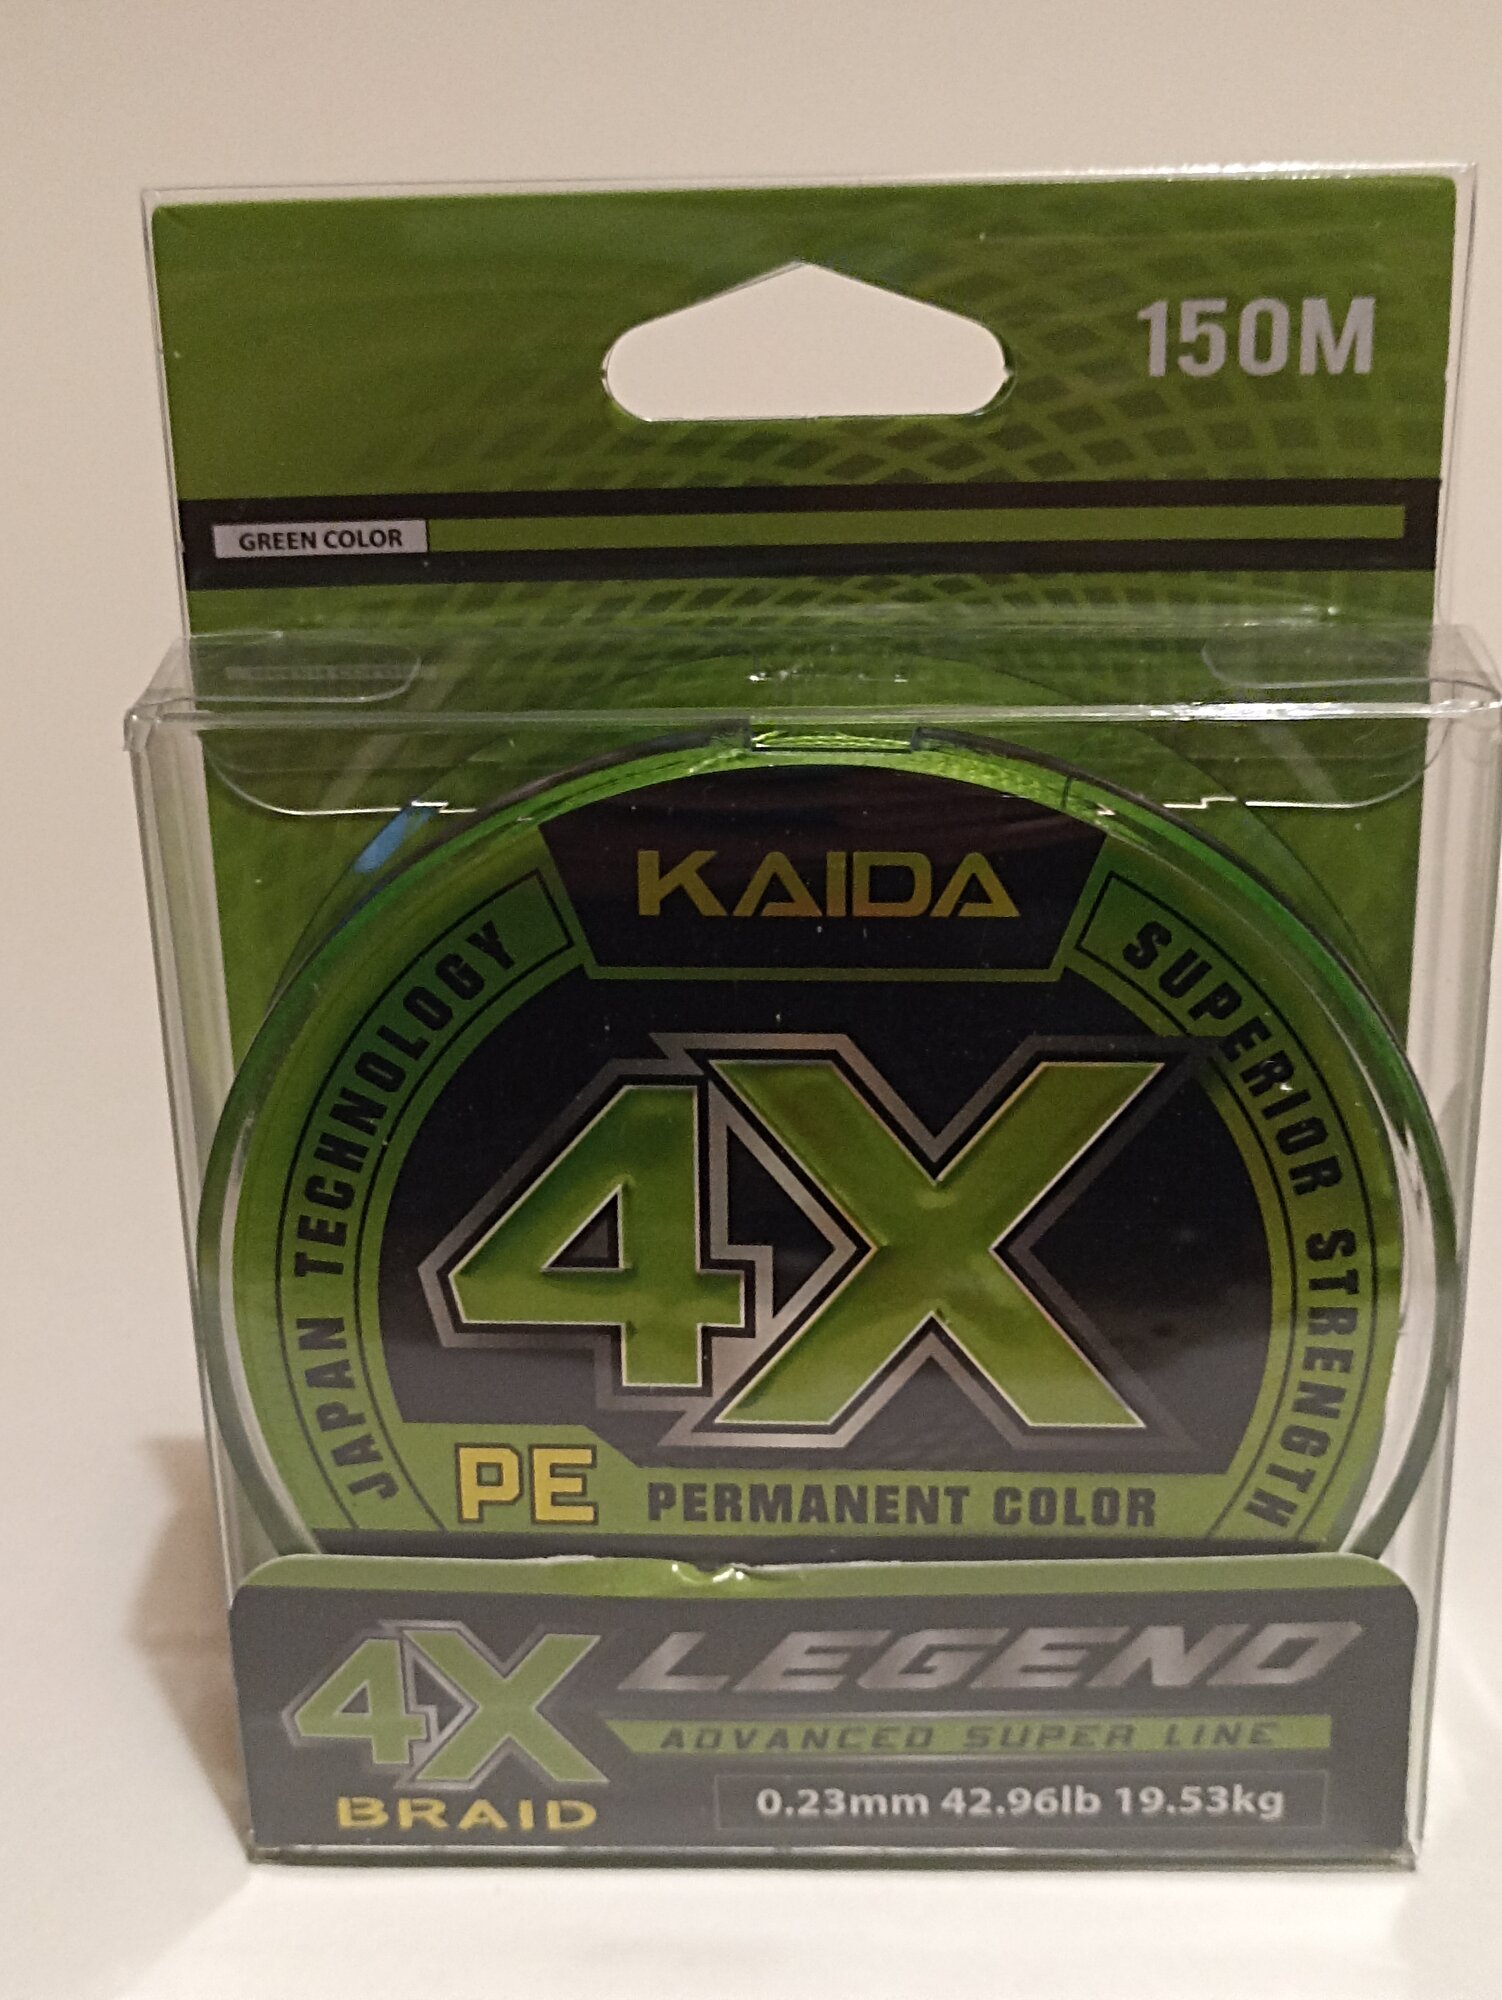 150M
GREEN COLOR
KAIDA
JAPAN TECHNOLOGY
SUPERIOR STRENGTH
4X
PE PERMANENT COLOR
4X LEGEND
ADVANCED SUPER LINE
BRAID
0.23mm 42.96lb 19.53kg